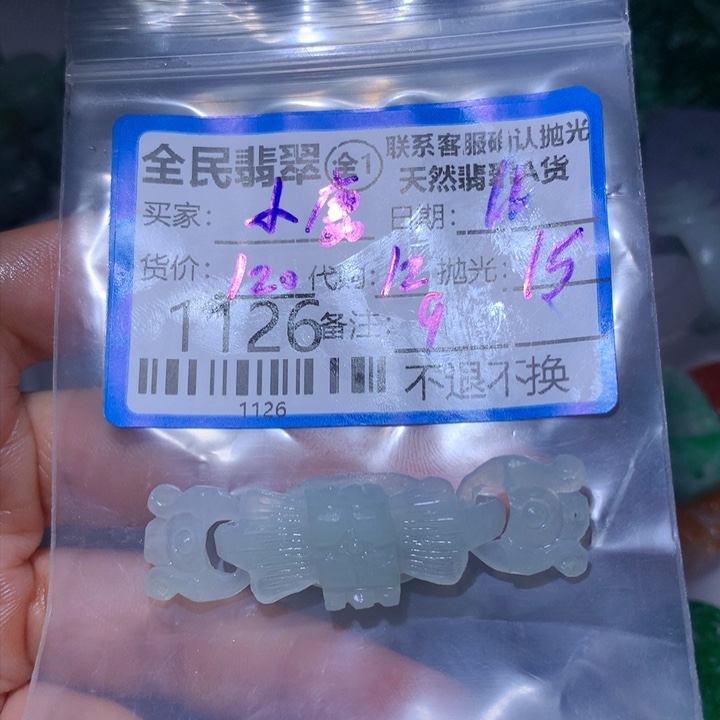 全民翡翠 金1 联系客服确认抛光
天然翡翠A货
买家: 小 日期: 16
货价: 120 代购: 12 抛光: 15
1126 备注: 9
不退不换
1126